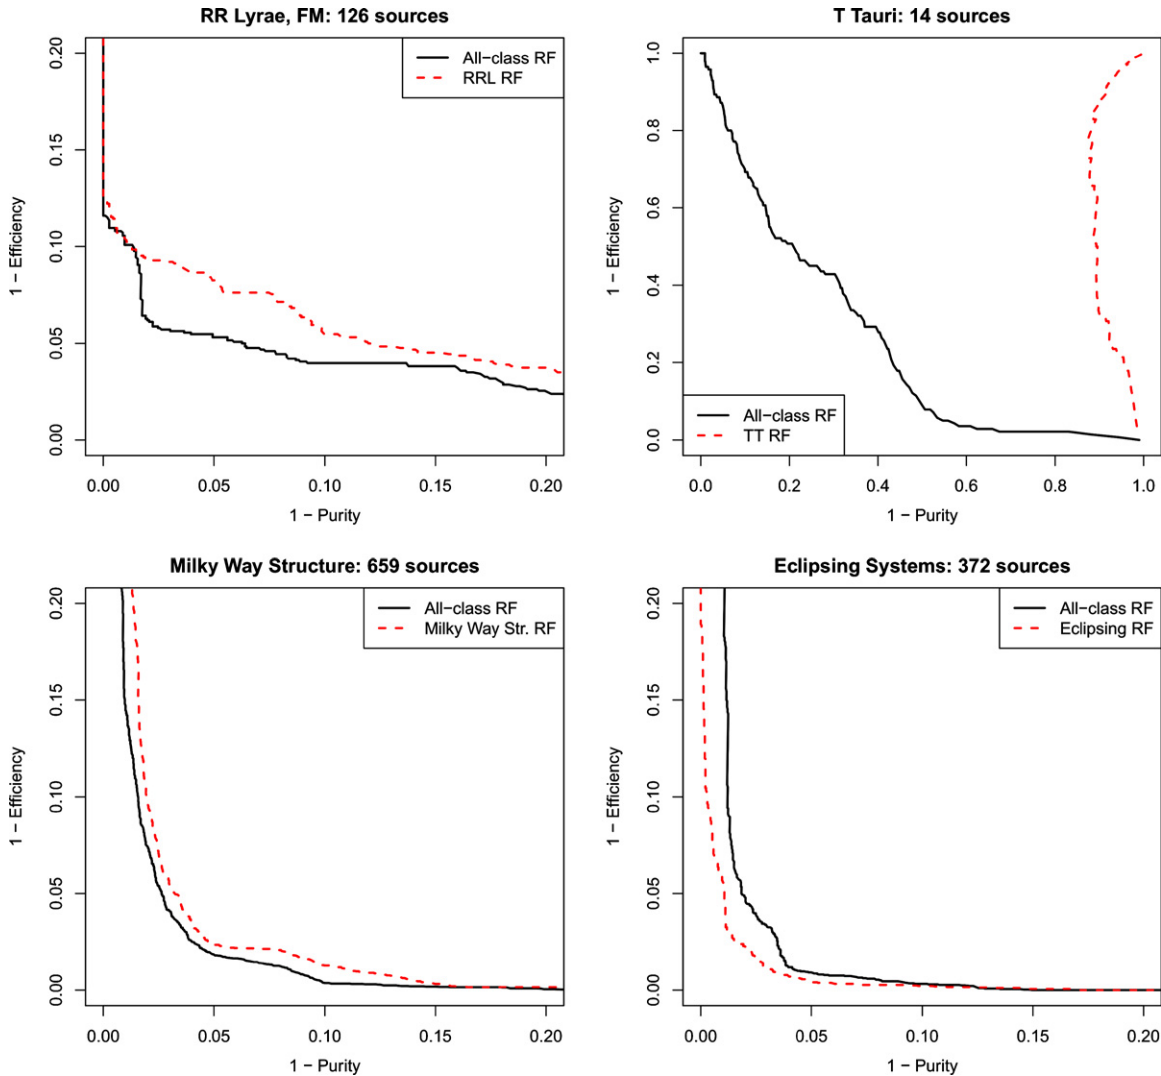 RR Lyrae, FM: 126 sources
All−class RF
RRL RF
0.20
0.15
0.10
0.05
0.00
1 − Efficiency
0.00 0.05 0.10 0.15 0.20
1 − Purity
T Tauri: 14 sources
All−class RF
TT RF
1.0
0.8
0.6
0.4
0.2
0.0
1 − Efficiency
0.0 0.2 0.4 0.6 0.8 1.0
1 − Purity
Milky Way Structure: 659 sources
All−class RF
Milky Way Str. RF
0.20
0.15
0.10
0.05
0.00
1 − Efficiency
0.00 0.05 0.10 0.15 0.20
1 − Purity
Eclipsing Systems: 372 sources
All−class RF
Eclipsing RF
0.20
0.15
0.10
0.05
0.00
1 − Efficiency
0.00 0.05 0.10 0.15 0.20
1 − Purity